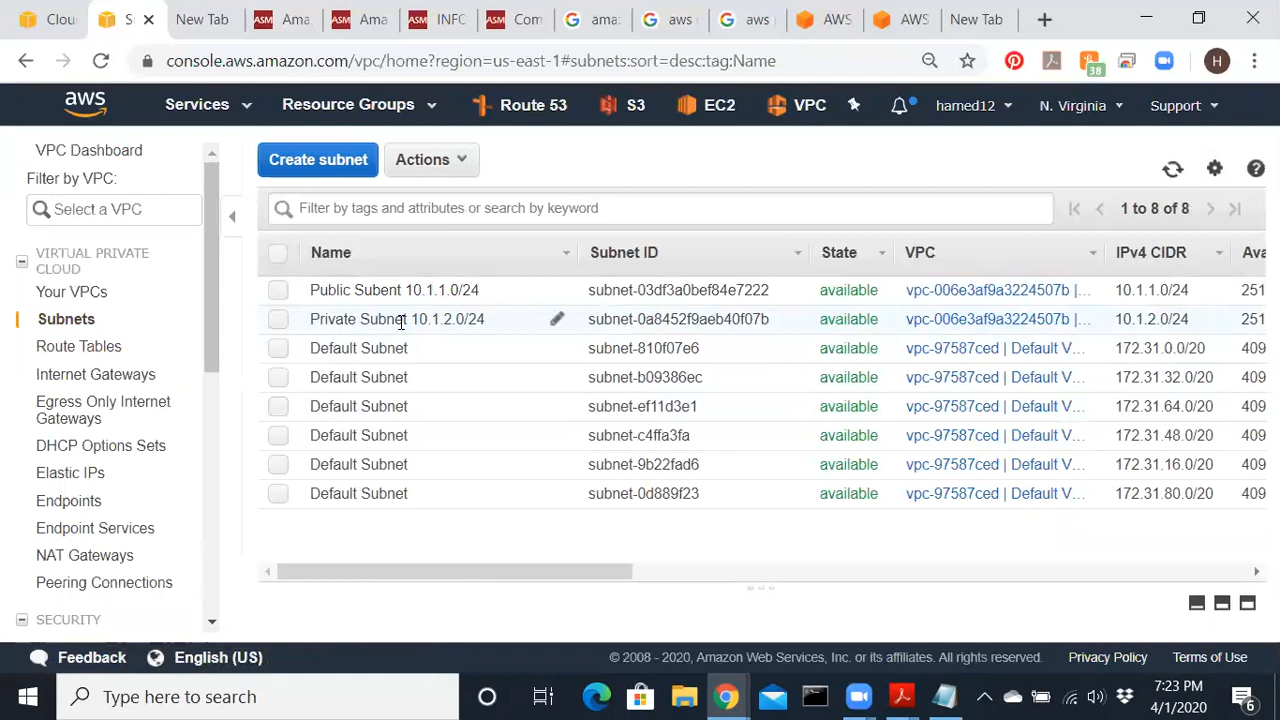 Clou
S
New Tab
Ama
Ama
INFC
Com
amaz
aws
aws
AWS
AWS
New Tab
console.aws.amazon.com/vpc/home?region=us-east-1#subnets:sort=desc:tag:Name
38
H
aws
Services
Resource Groups
Route 53
S3
EC2
VPC
hamed12
N. Virginia
Support
VPC Dashboard
Filter by VPC:
Select a VPC
VIRTUAL PRIVATE
CLOUD
Your VPCs
Subnets
Route Tables
Internet Gateways
Egress Only Internet
Gateways
DHCP Options Sets
Elastic IPs
Endpoints
Endpoint Services
NAT Gateways
Peering Connections
SECURITY
Create subnet
Actions
Filter by tags and attributes or search by keyword
1 to 8 of 8
Name Subnet ID State VPC IPv4 CIDR Ava
Public Subent 10.1.1.0/24 subnet-03df3a0bef84e7222 available vpc-006e3af9a3224507b |... 10.1.1.0/24 251
Private Subnet 10.1.2.0/24 subnet-0a8452f9aeb40f07b available vpc-006e3af9a3224507b |... 10.1.2.0/24 251
Default Subnet subnet-810f07e6 available vpc-97587ced | Default V... 172.31.0.0/20 409
Default Subnet subnet-b09386ec available vpc-97587ced | Default V... 172.31.32.0/20 409
Default Subnet subnet-ef11d3e1 available vpc-97587ced | Default V... 172.31.64.0/20 409
Default Subnet subnet-c4ffa3fa available vpc-97587ced | Default V... 172.31.48.0/20 409
Default Subnet subnet-9b22fad6 available vpc-97587ced | Default V... 172.31.16.0/20 409
Default Subnet subnet-0d889f23 available vpc-97587ced | Default V... 172.31.80.0/20 409
Feedback
English (US)
© 2008 - 2020, Amazon Web Services, Inc. or its affiliates. All rights reserved.
Privacy Policy
Terms of Use
Type here to search
7:23 PM
4/1/2020
6